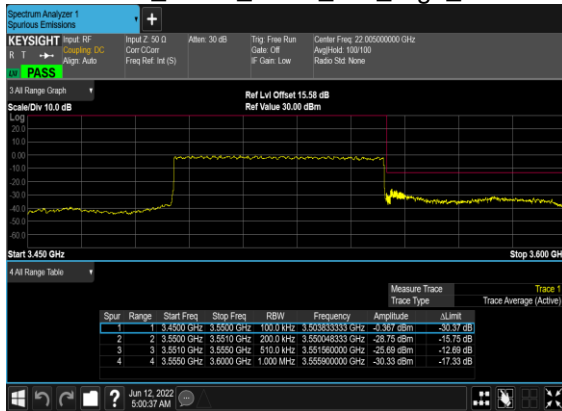 Spectrum Analyzer 1
Spurious Emissions
+
KEYSIGHT Input: RF Input Z: 50 Ω Atten: 30 dB Trig: Free Run Center Freq: 22.005000000 GHz
R T Coupling: DC Corr CCorr Gate: Off Avg|Hold: 100/100
Align: Auto Freq Ref: Int (S) IF Gain: Low Radio Std: None
PASS
3 All Range Graph
Ref Lvl Offset 15.58 dB
Scale/Div 10.0 dB Ref Value 30.00 dBm
Log
20.0
10.0
0.00
-10.0
-20.0
-30.0
-40.0
-50.0
-60.0
Start 3.450 GHz Stop 3.600 GH
4 All Range Table
Measure Trace Trace 1
Trace Type Trace Average (Active)
Spur Range Start Freq Stop Freq RBW Frequency Amplitude ΔLimit
1 1 3.4500 GHz 3.5500 GHz 100.0 kHz 3.503833333 GHz -0.367 dBm -30.37 dB
2 2 3.5500 GHz 3.5510 GHz 200.0 kHz 3.550048333 GHz -28.75 dBm -15.75 dB
3 3 3.5510 GHz 3.5550 GHz 510.0 kHz 3.551560000 GHz -25.69 dBm -12.69 dB
4 4 3.5550 GHz 3.6000 GHz 1.000 MHz 3.555900000 GHz -30.33 dBm -17.33 dB
?
Jun 12, 2022
5:00:37 AM